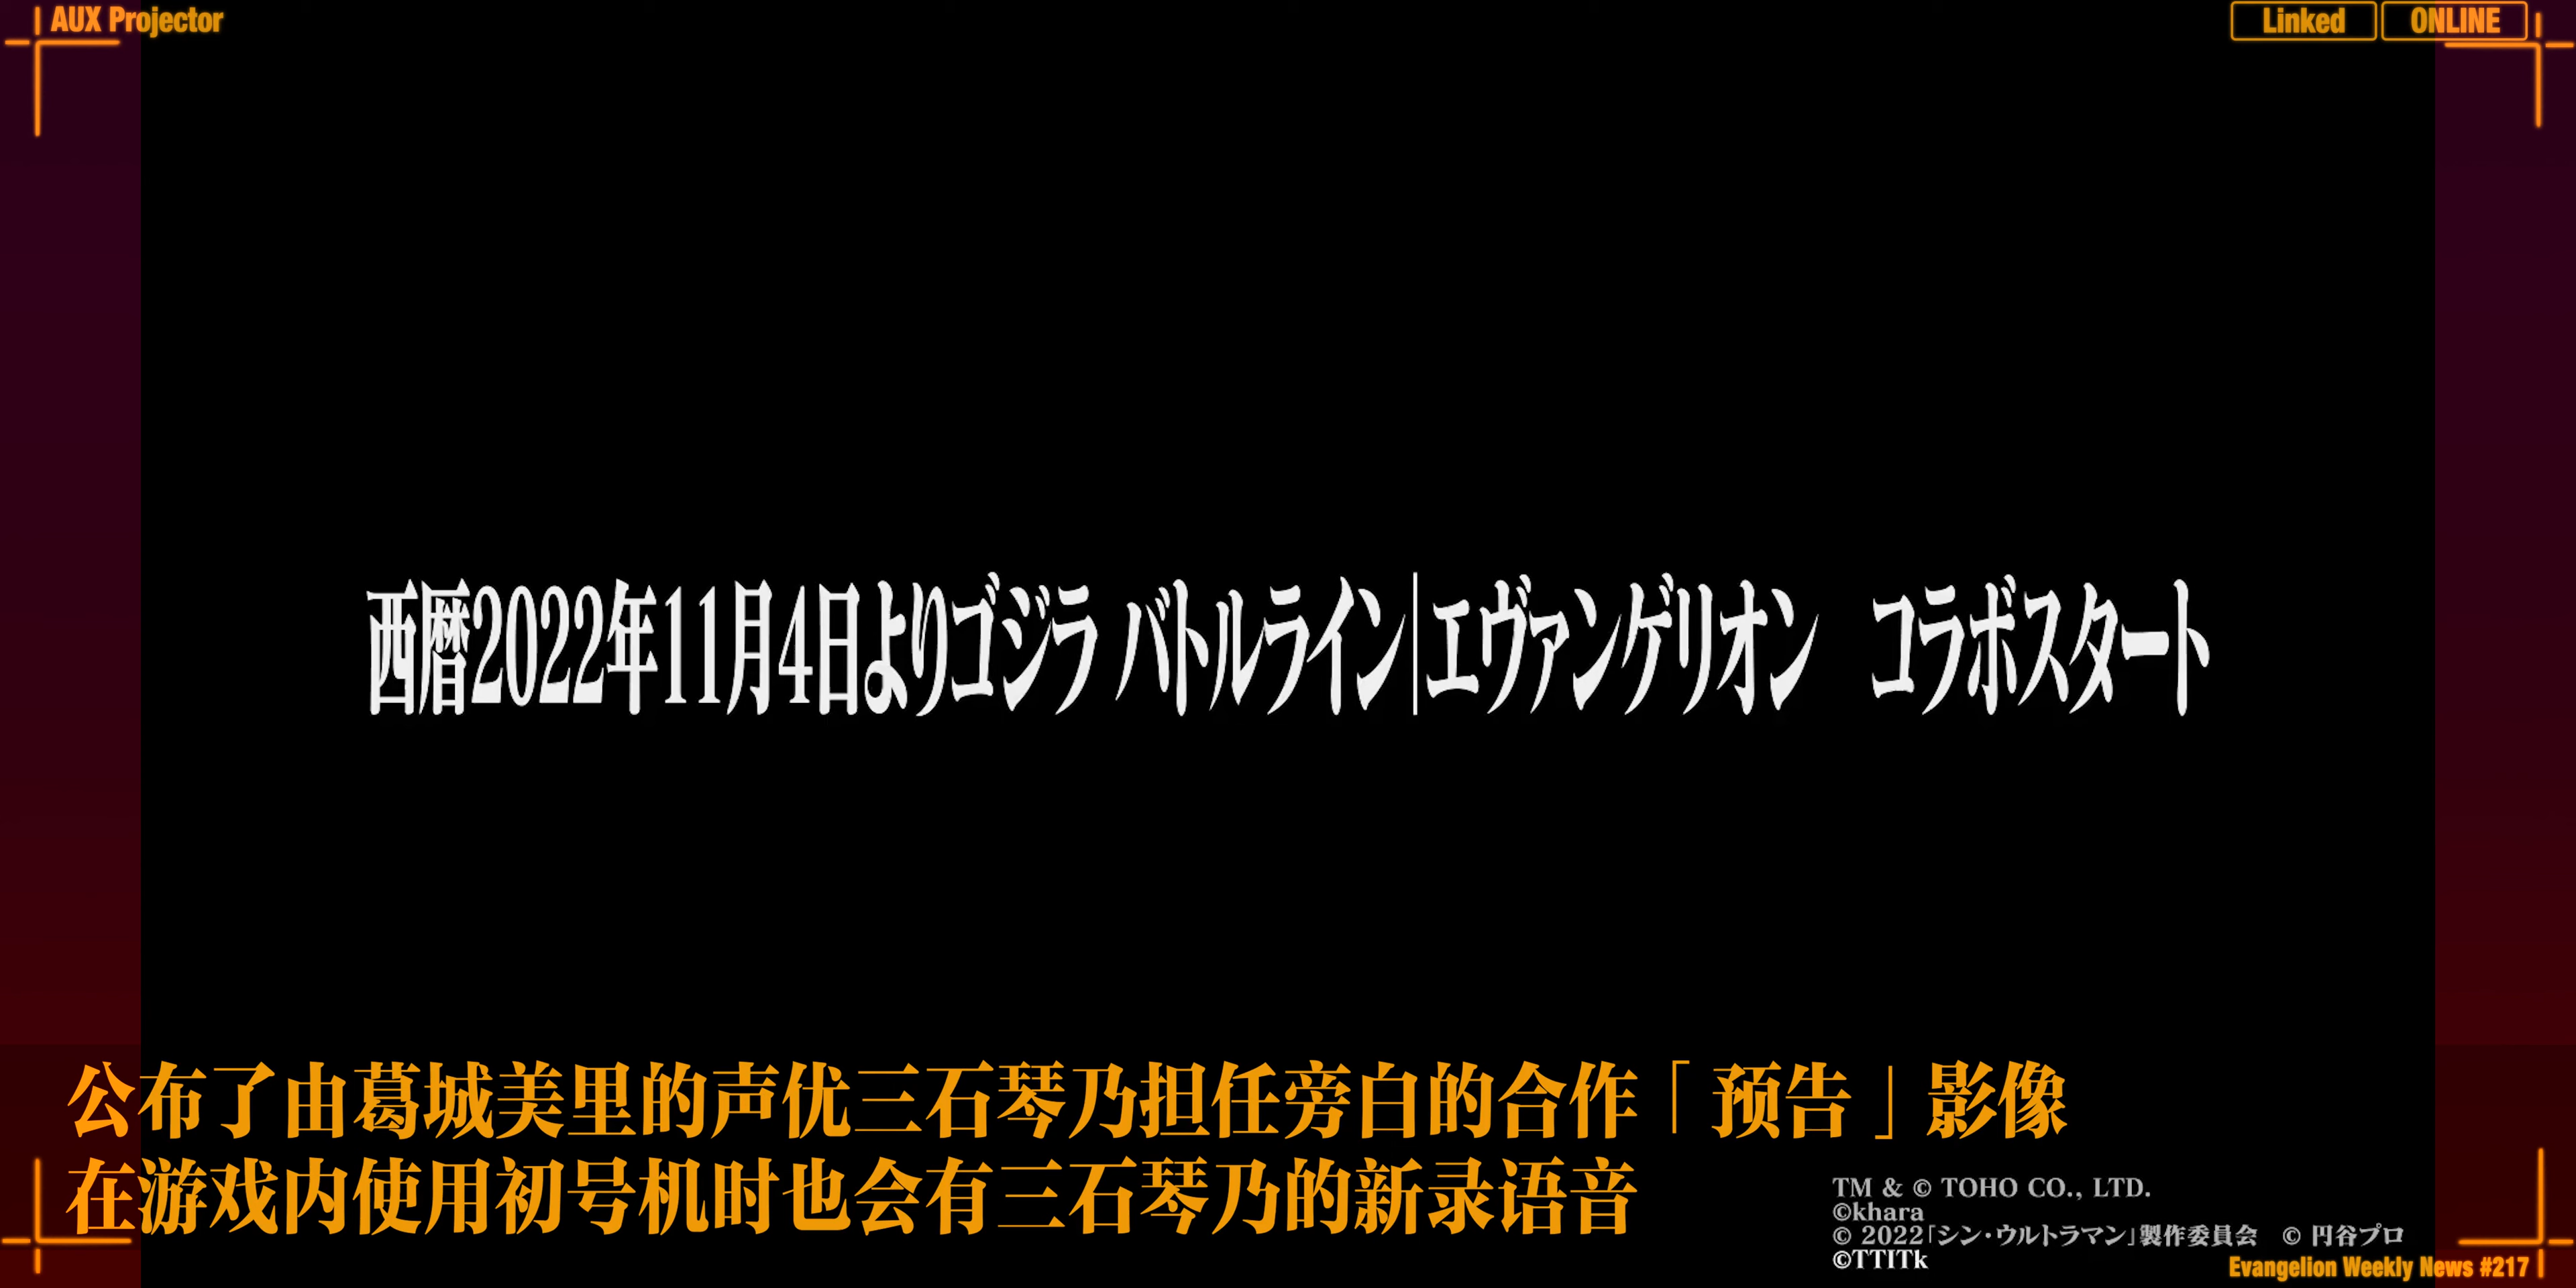 AUX Projector
Linked
ONLINE
西暦2022年11月4日よりゴジラ バトルライン|エヴァンゲリオン　コラボスタート
公布了由葛城美里的声优三石琴乃担任旁白的合作「预告」影像
在游戏内使用初号机时也会有三石琴乃的新录语音
TM & © TOHO CO., LTD.
©khara
© 2022「シン・ウルトラマン」製作委員会　© 円谷プロ
©TTITk
Evangelion Weekly News #217